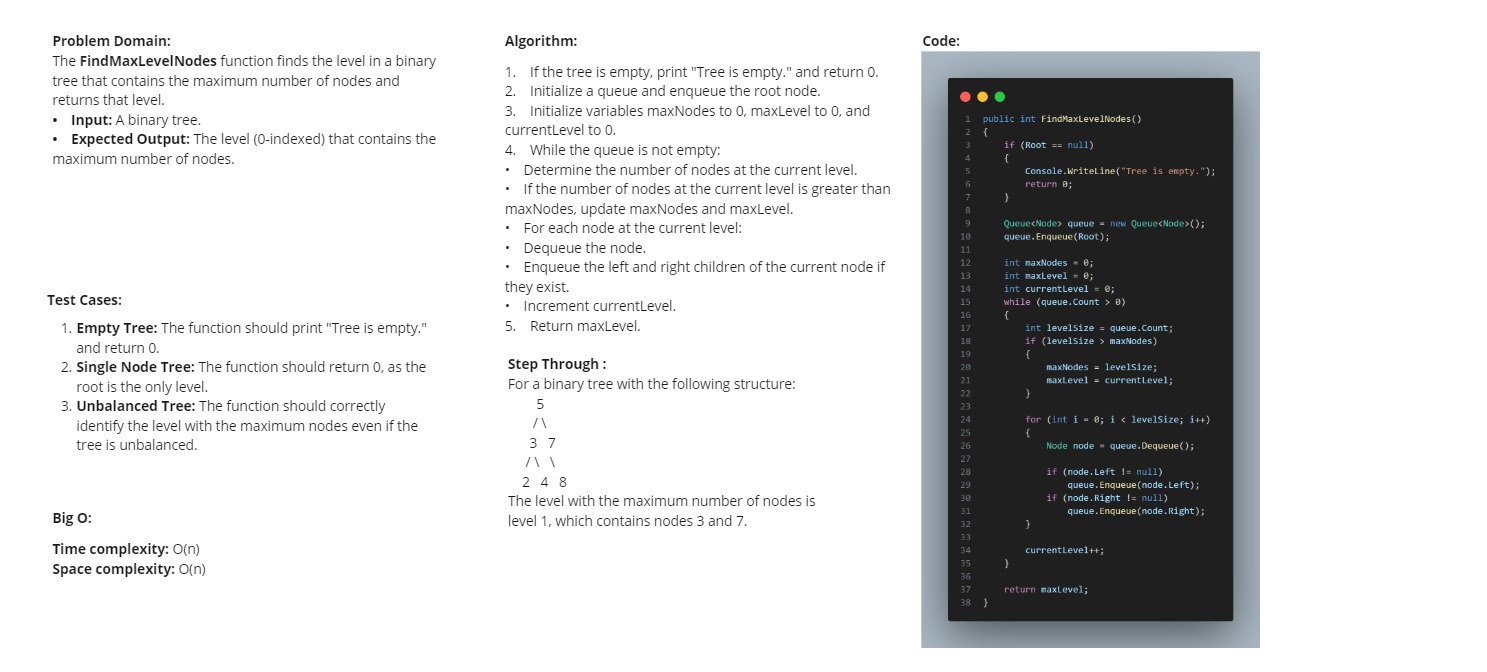 Problem Domain:
The FindMaxLevelNodes function finds the level in a binary
tree that contains the maximum number of nodes and
returns that level.
• Input: A binary tree.
• Expected Output: The level (0-indexed) that contains the
maximum number of nodes.
Test Cases:
1. Empty Tree: The function should print "Tree is empty."
and return 0.
2. Single Node Tree: The function should return 0, as the
root is the only level.
3. Unbalanced Tree: The function should correctly
identify the level with the maximum nodes even if the
tree is unbalanced.
Big O:
Time complexity: O(n)
Space complexity: O(n)
Algorithm:
1. If the tree is empty, print "Tree is empty." and return 0.
2. Initialize a queue and enqueue the root node.
3. Initialize variables maxNodes to 0, maxLevel to 0, and
currentLevel to 0.
4. While the queue is not empty:
• Determine the number of nodes at the current level.
• If the number of nodes at the current level is greater than
maxNodes, update maxNodes and maxLevel.
• For each node at the current level:
• Dequeue the node.
• Enqueue the left and right children of the current node if
they exist.
• Increment currentLevel.
5. Return maxLevel.
Step Through :
For a binary tree with the following structure:
5
/ \
3 7
/ \ \
2 4 8
The level with the maximum number of nodes is
level 1, which contains nodes 3 and 7.
Code:
1 public int FindMaxLevelNodes()
2 {
3 if (Root == null)
4 {
5 Console.WriteLine("Tree is empty.");
6 return 0;
7 }
8
9 Queue<Node> queue = new Queue<Node>();
10 queue.Enqueue(Root);
11
12 int maxNodes = 0;
13 int maxLevel = 0;
14 int currentLevel = 0;
15 while (queue.Count > 0)
16 {
17 int levelSize = queue.Count;
18 if (levelSize > maxNodes)
19 {
20 maxNodes = levelSize;
21 maxLevel = currentLevel;
22 }
23
24 for (int i = 0; i < levelSize; i++)
25 {
26 Node node = queue.Dequeue();
27
28 if (node.Left != null)
29 queue.Enqueue(node.Left);
30 if (node.Right != null)
31 queue.Enqueue(node.Right);
32 }
33
34 currentLevel++;
35 }
36
37 return maxLevel;
38 }